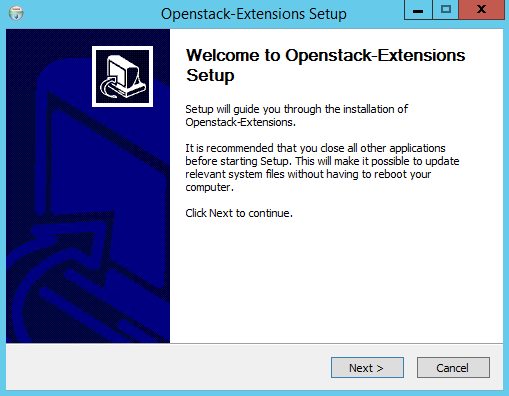 Openstack-Extensions Setup
Welcome to Openstack-Extensions
Setup
Setup will guide you through the installation of
Openstack-Extensions.
It is recommended that you close all other applications
before starting Setup. This will make it possible to update
relevant system files without having to reboot your
computer.
Click Next to continue.
Next >
Cancel